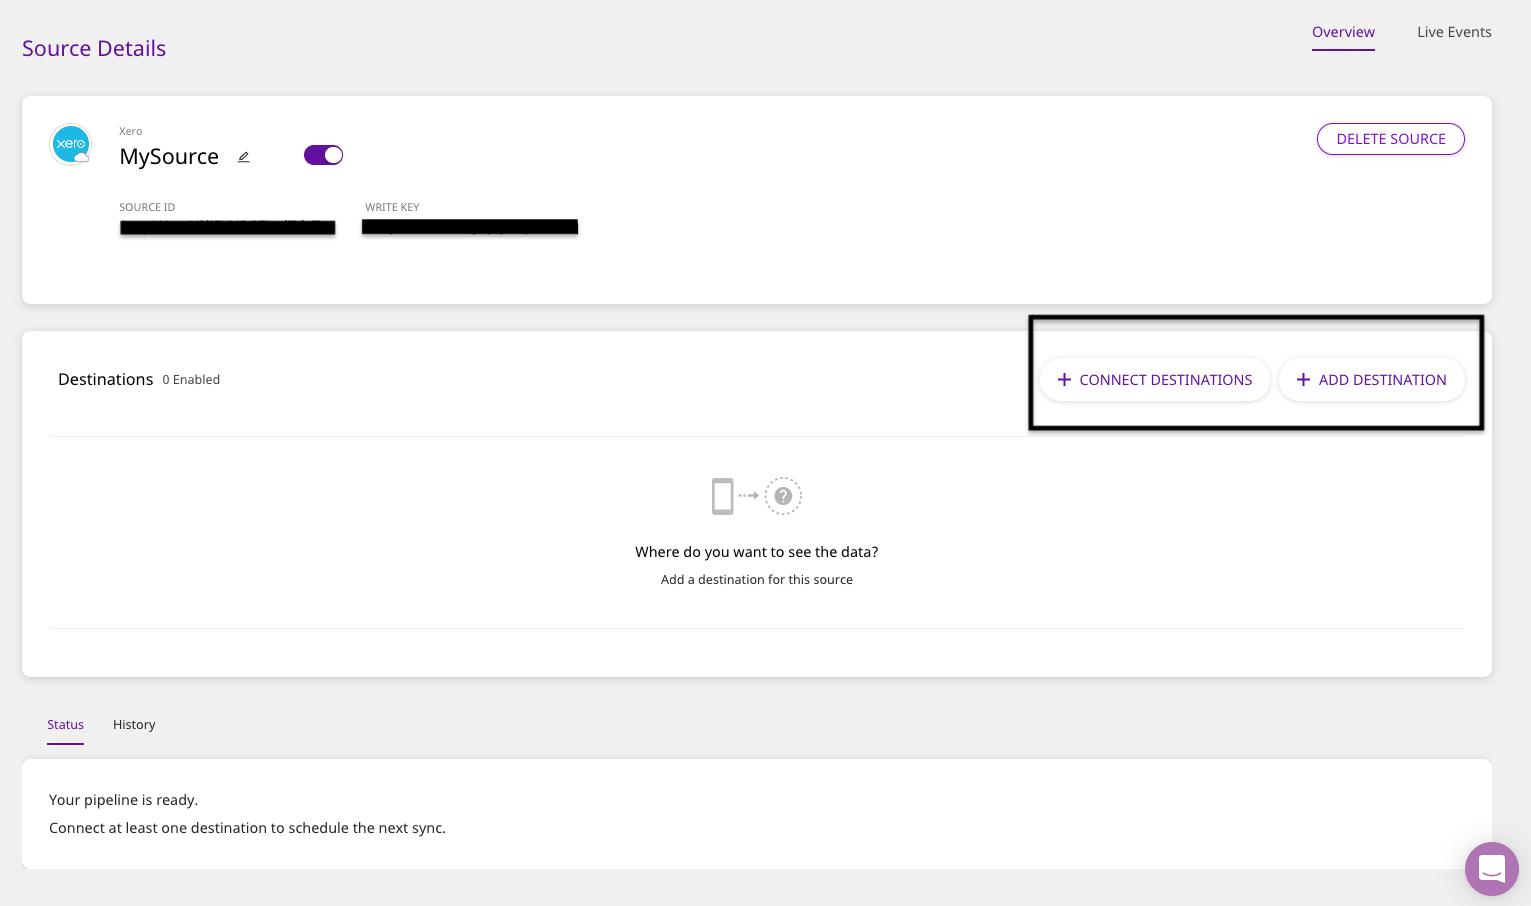 Source Details
Overview
Live Events
xero
Xero
MySource
DELETE SOURCE
SOURCE ID
WRITE KEY
Destinations 0 Enabled
+ CONNECT DESTINATIONS
+ ADD DESTINATION
?
Where do you want to see the data?
Add a destination for this source
Status
History
Your pipeline is ready.
Connect at least one destination to schedule the next sync.